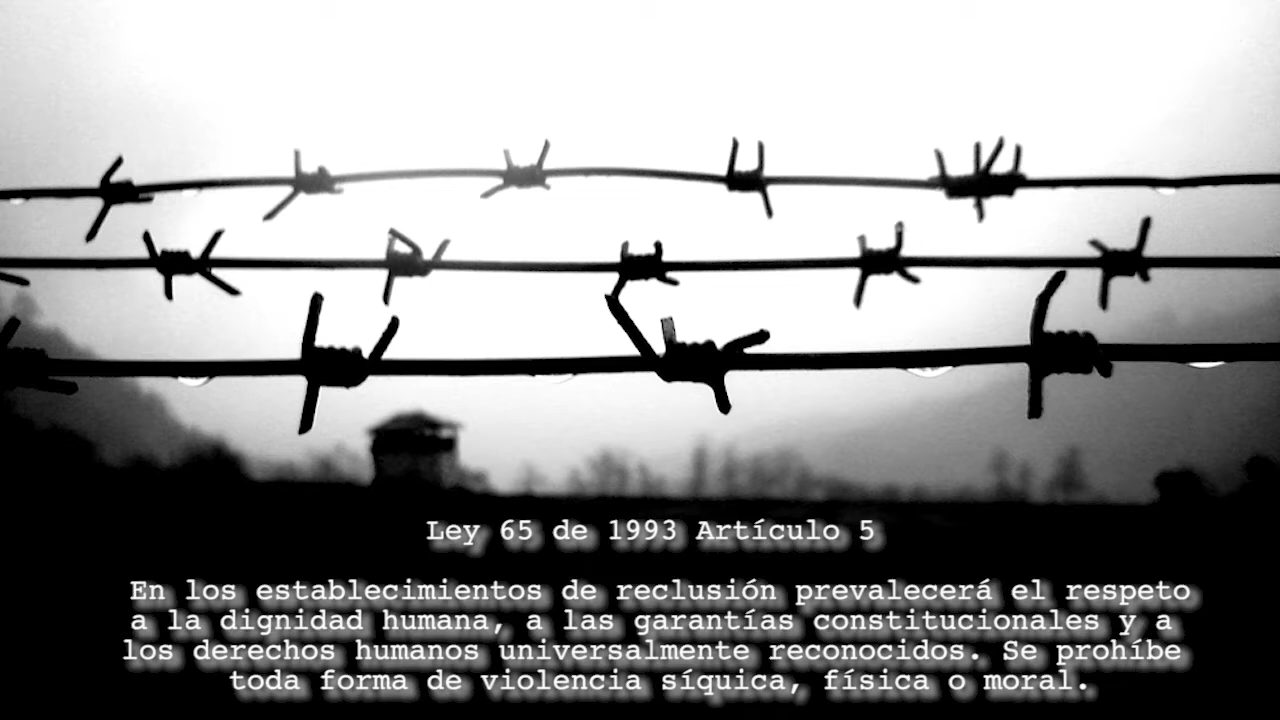 Ley 65 de 1993 Artículo 5
En los establecimientos de reclusión prevalecerá el respeto
a la dignidad humana, a las garantías constitucionales y a
los derechos humanos universalmente reconocidos. Se prohíbe
toda forma de violencia síquica, física o moral.